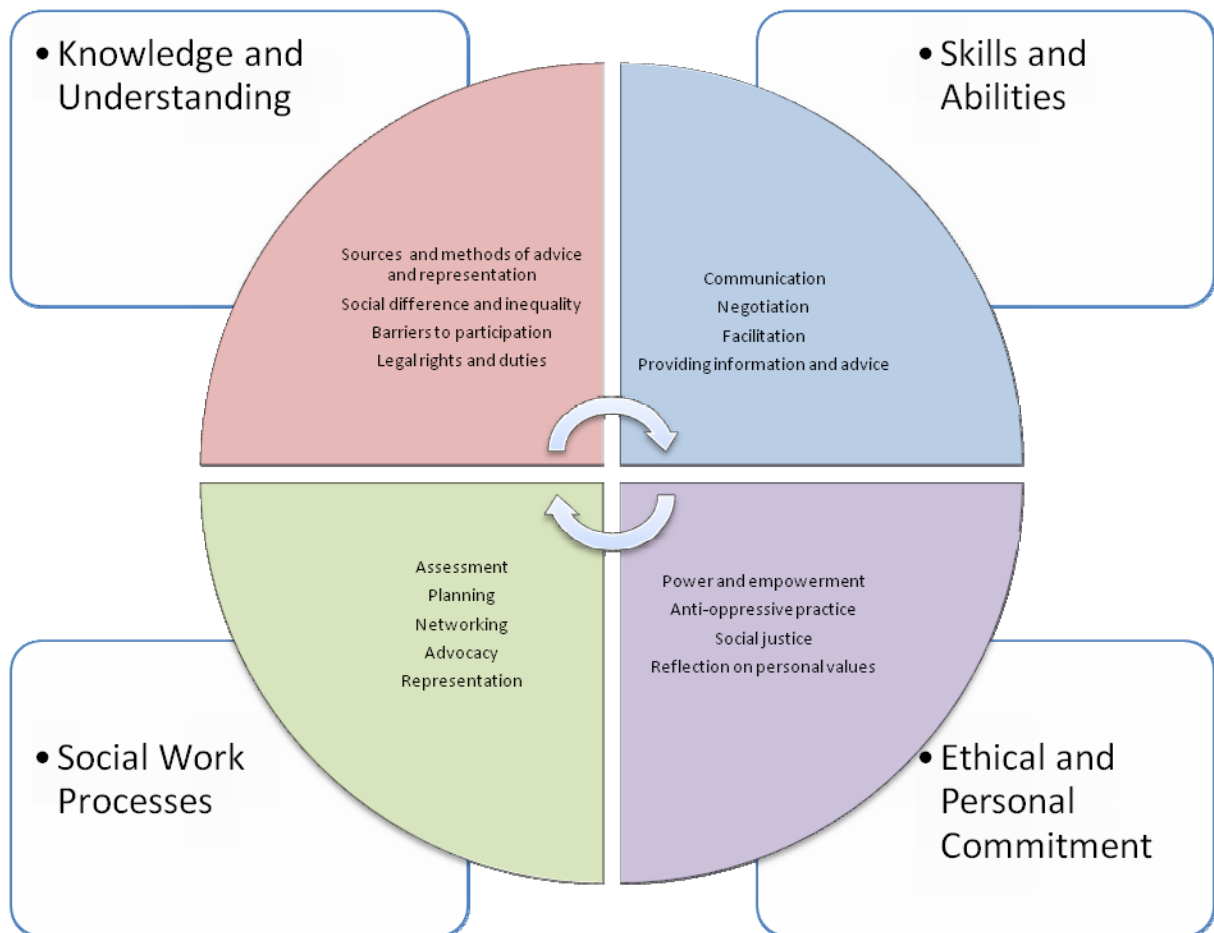 • Knowledge and
Understanding
• Skills and
Abilities
Sources and methods of advice
and representation
Social difference and inequality
Barriers to participation
Legal rights and duties
Communication
Negotiation
Facilitation
Providing information and advice
Assessment
Planning
Networking
Advocacy
Representation
Power and empowerment
Anti-oppressive practice
Social justice
Reflection on personal values
• Social Work
Processes
• Ethical and
Personal
Commitment